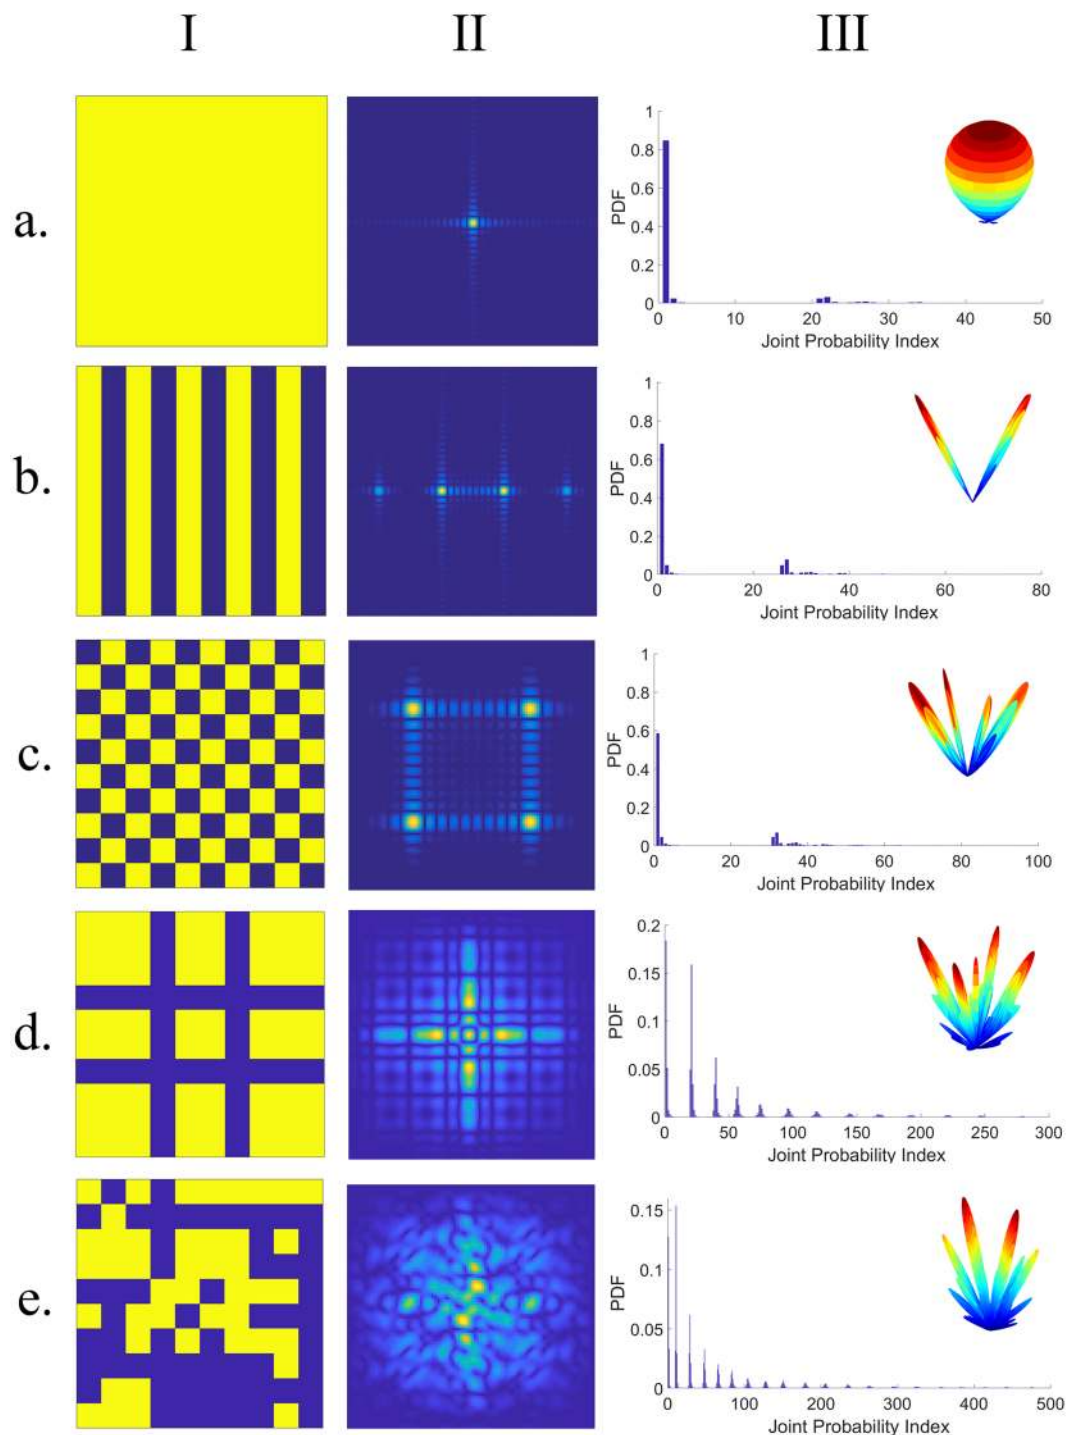 I II III
a.
1
0.8
0.6
0.4
0.2
0
PDF
0 10 20 30 40 50
Joint Probability Index
b.
1
0.8
0.6
0.4
0.2
0
PDF
0 20 40 60 80
Joint Probability Index
c.
1
0.8
0.6
0.4
0.2
0
PDF
0 20 40 60 80 100
Joint Probability Index
d.
0.2
0.15
0.1
0.05
0
PDF
0 50 100 150 200 250 300
Joint Probability Index
e.
0.15
0.1
0.05
0
PDF
0 100 200 300 400 500
Joint Probability Index